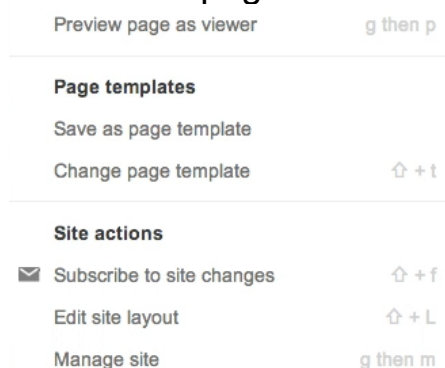 Preview page as viewer g then p
Page templates
Save as page template
Change page template ⇧ + t
Site actions
Subscribe to site changes ⇧ + f
Edit site layout ⇧ + L
Manage site g then m